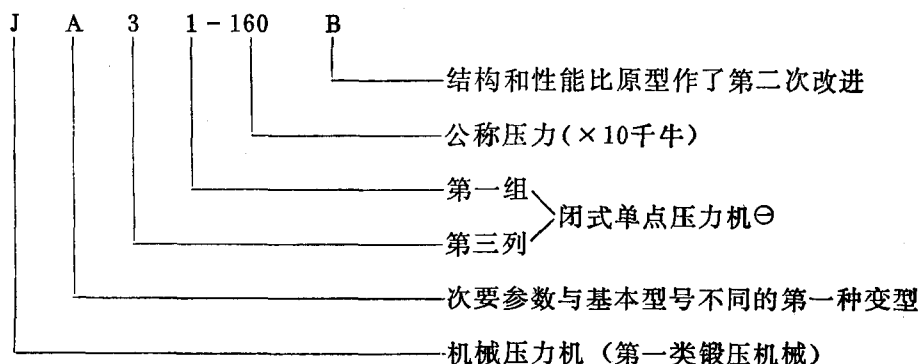 J A 3 1-160 B
结构和性能比原型作了第二次改进
公称压力(×10千牛)
第一组
闭式单点压力机⊖
第三列
次要参数与基本型号不同的第一种变型
机械压力机（第一类锻压机械）